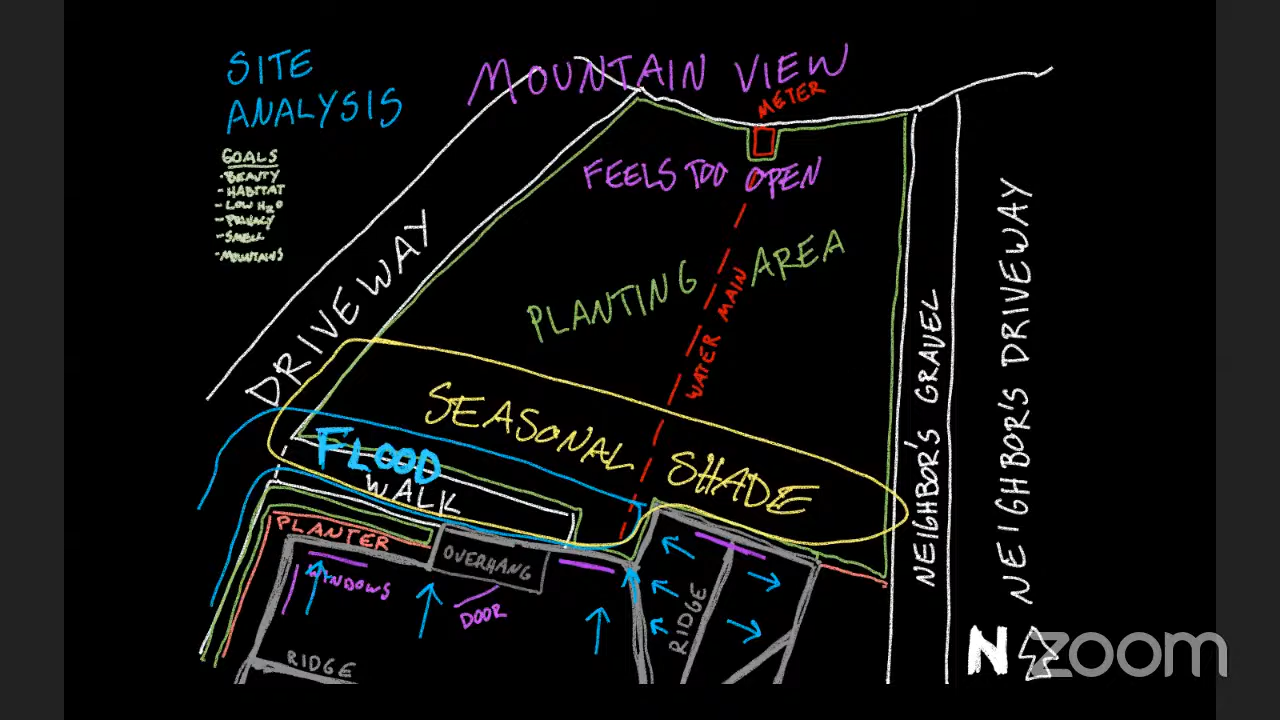 SITE
ANALYSIS
MOUNTAIN VIEW
METER
GOALS
· BEAUTY
- HABITAT
- LOW H₂O
- PRIVACY
- SMELL
- MOUNTAINS
FEELS TOO OPEN
PLANTING AREA
WATER MAIN
DRIVEWAY
SEASONAL SHADE
FLOOD
WALK
PLANTER
OVERHANG
WINDOWS
DOOR
RIDGE
RIDGE
NEIGHBOR'S GRAVEL
NEIGHBOR'S DRIVEWAY
N
zoom